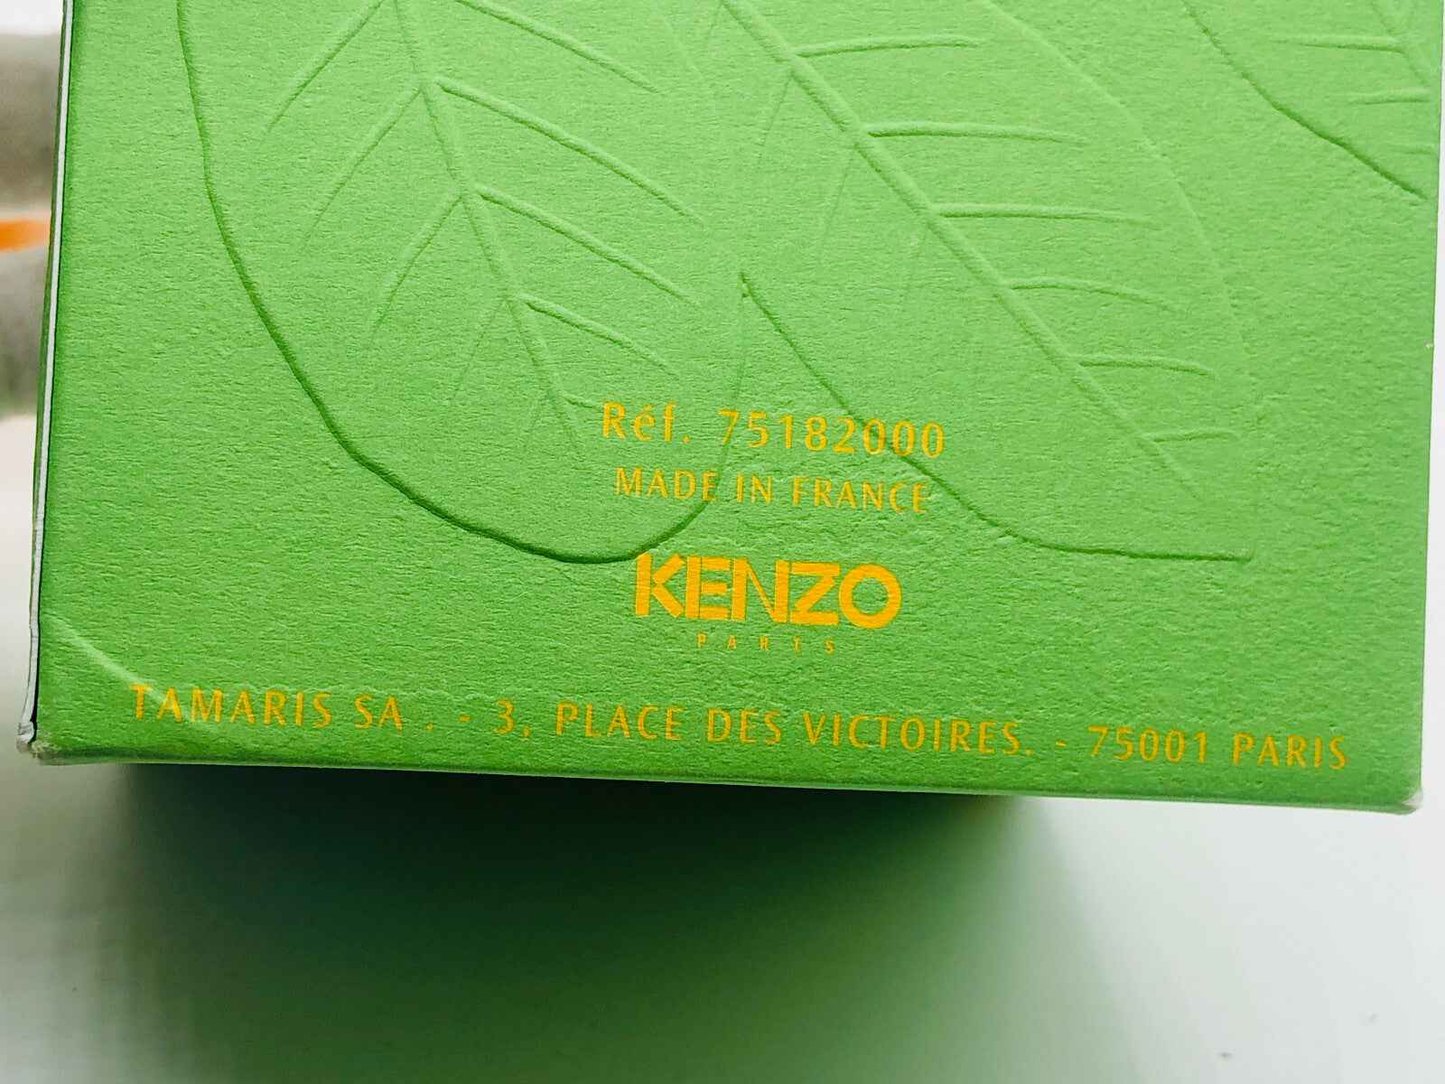 Réf. 75182000
MADE IN FRANCE
KENZO
PARIS
TAMARIS SA . - 3, PLACE DES VICTOIRES. - 75001 PARIS